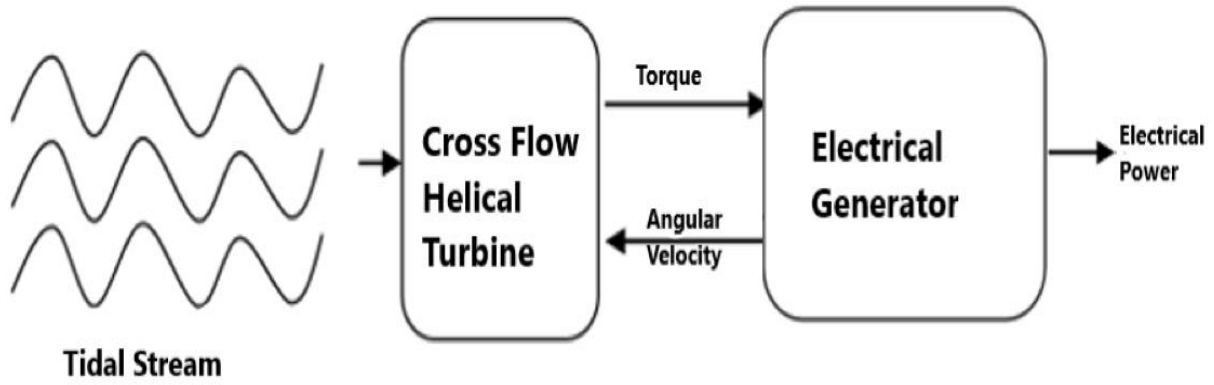 Tidal Stream
Cross Flow
Helical
Turbine
Torque
Angular
Velocity
Electrical
Generator
Electrical
Power